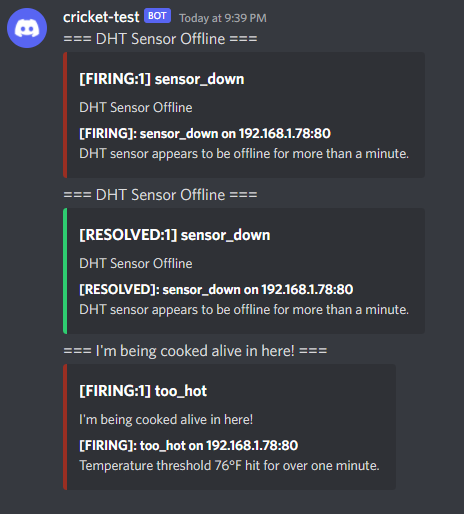 cricket-test BOT Today at 9:39 PM
=== DHT Sensor Offline ===
[FIRING:1] sensor_down
DHT Sensor Offline
[FIRING]: sensor_down on 192.168.1.78:80
DHT sensor appears to be offline for more than a minute.
=== DHT Sensor Offline ===
[RESOLVED:1] sensor_down
DHT Sensor Offline
[RESOLVED]: sensor_down on 192.168.1.78:80
DHT sensor appears to be offline for more than a minute.
=== I'm being cooked alive in here! ===
[FIRING:1] too_hot
I'm being cooked alive in here!
[FIRING]: too_hot on 192.168.1.78:80
Temperature threshold 76°F hit for over one minute.